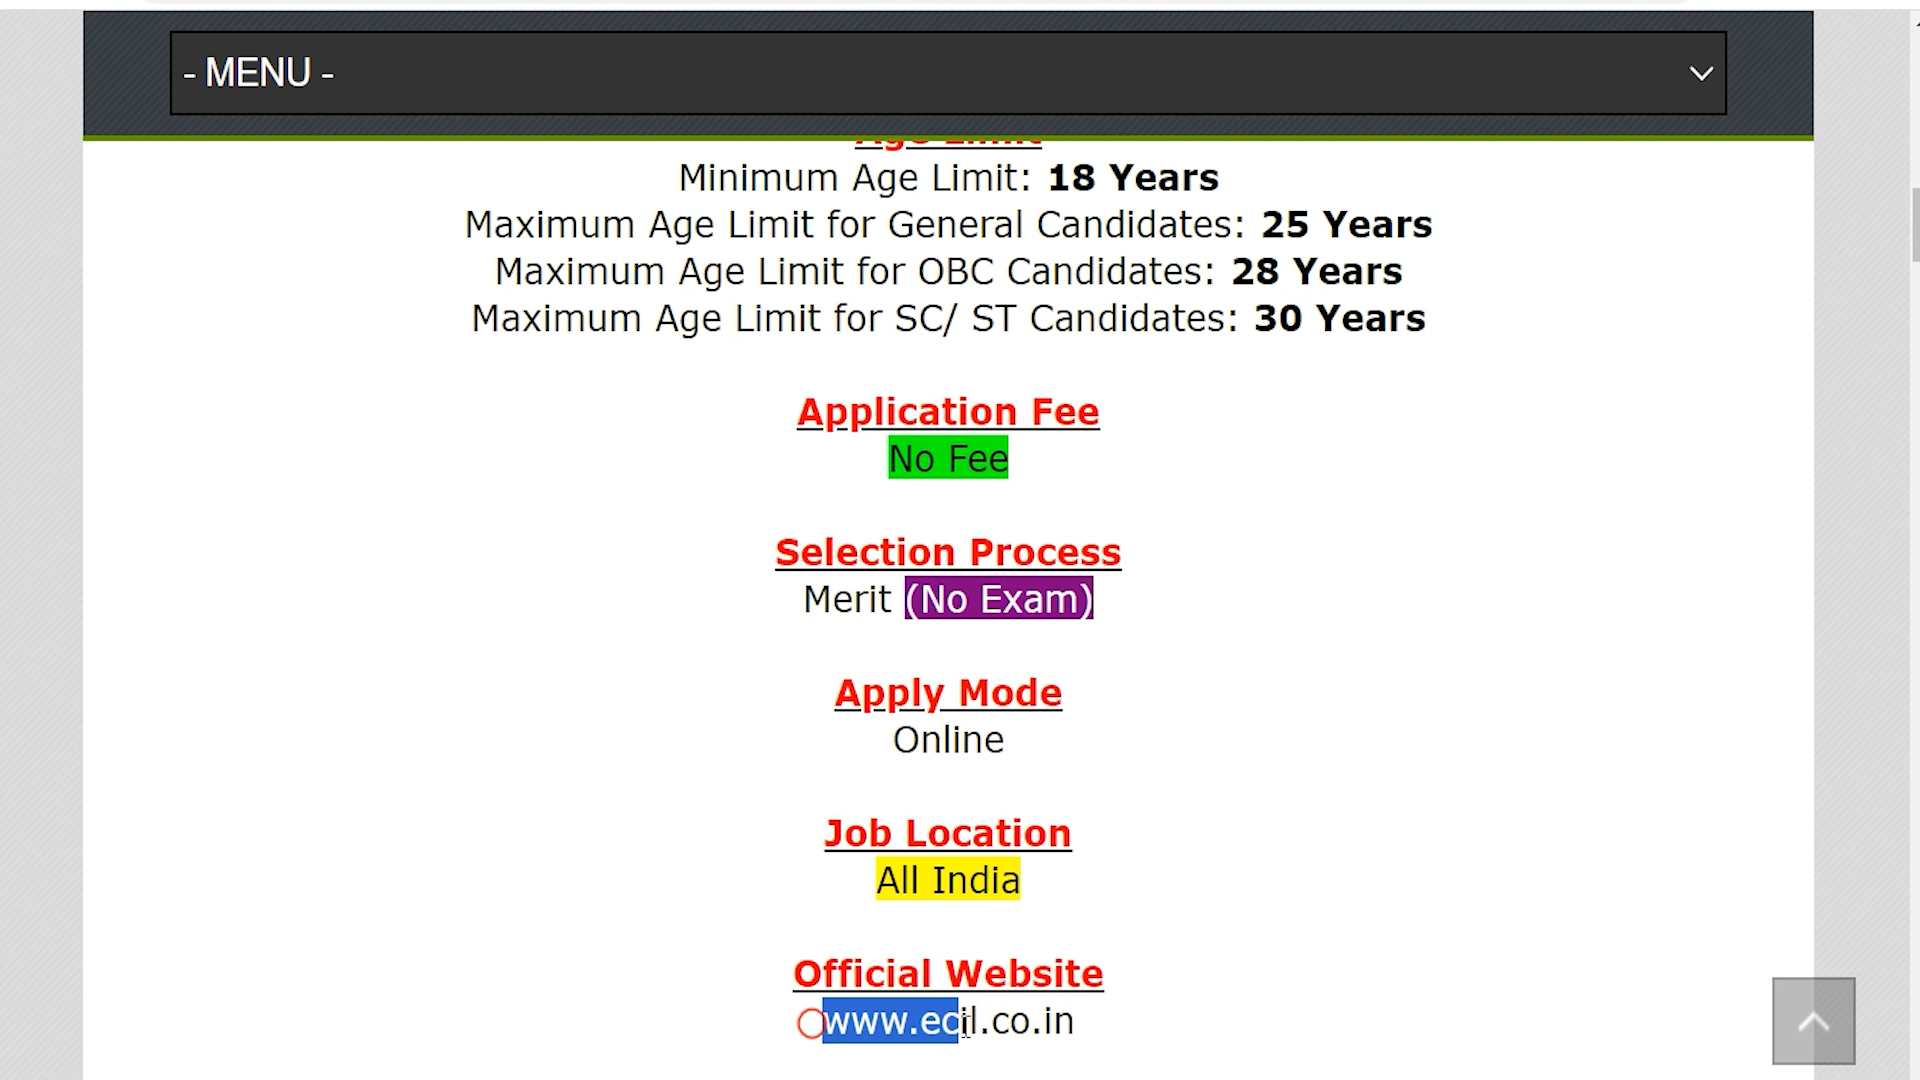 - MENU -
Age Limit
Minimum Age Limit: 18 Years
Maximum Age Limit for General Candidates: 25 Years
Maximum Age Limit for OBC Candidates: 28 Years
Maximum Age Limit for SC/ ST Candidates: 30 Years
Application Fee
No Fee
Selection Process
Merit (No Exam)
Apply Mode
Online
Job Location
All India
Official Website
www.ecil.co.in